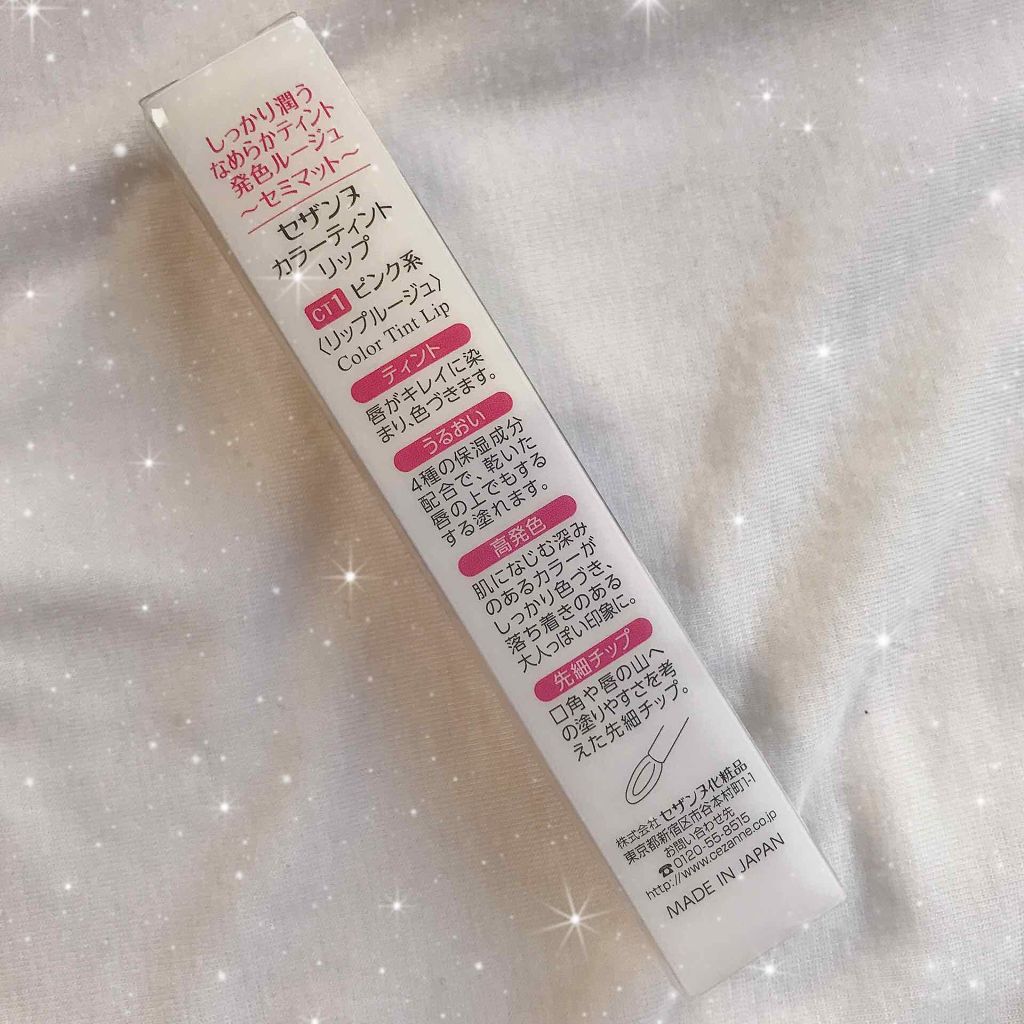 しっかり潤う
なめらかティント
発色ルージュ
～セミマット～
セザンヌ
カラーティント
リップ
CT1 ピンク系
〈リップルージュ〉
Color Tint Lip
ティント
唇がキレイに染
まり、色づきます。
うるおい
4種の保湿成分
配合で、乾いた
唇の上でもする
する塗れます。
高発色
肌になじむ深み
のあるカラーが
しっかり色づき、
落ち着きのある
大人っぽい印象に。
先細チップ
口角や唇の山へ
の塗りやすさを考
えた先細チップ。
株式会社 セザンヌ化粧品
東京都新宿区市谷本村町1-1
お問い合わせ先
☎0120-55-8515
http://www.cezanne.co.jp
MADE IN JAPAN